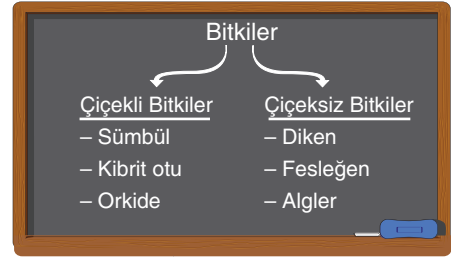 Bitkiler
Çiçekli Bitkiler
– Sümbül
– Kibrit otu
– Orkide
Çiçeksiz Bitkiler
– Diken
– Fesleğen
– Algler